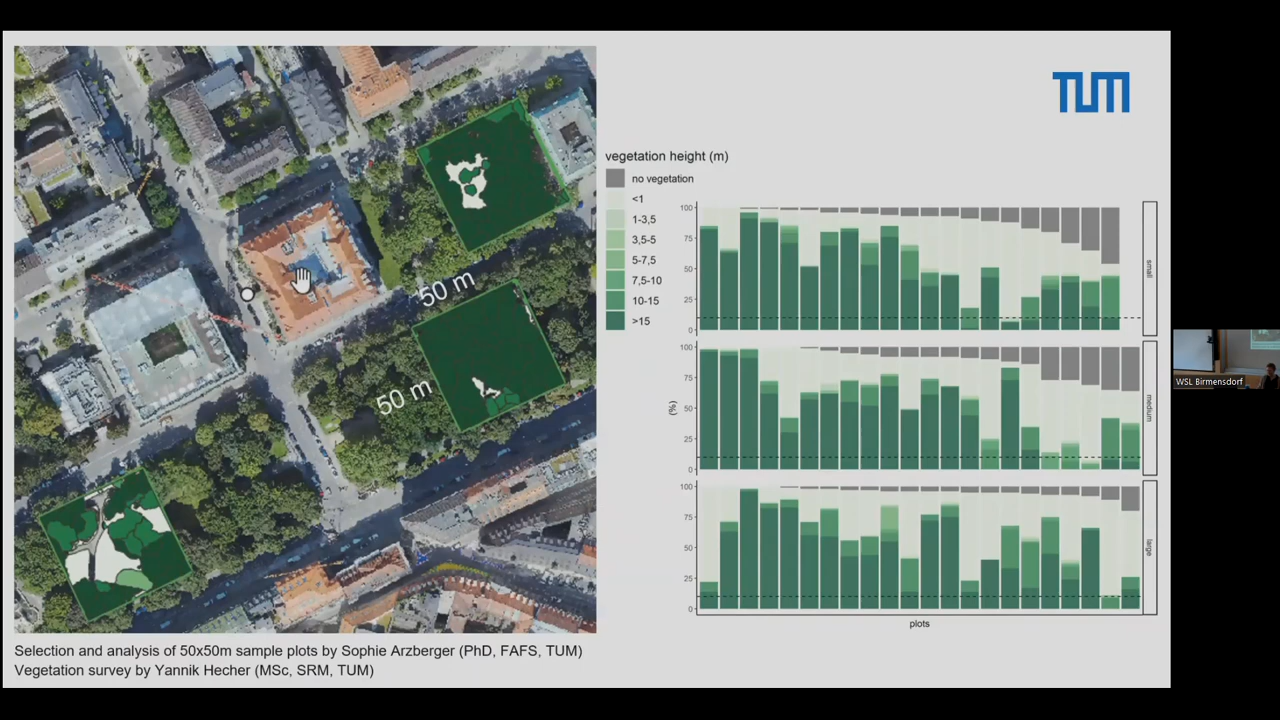 TUM
50 m
50 m
vegetation height (m)
no vegetation
<1
1-3,5
3,5-5
5-7,5
7,5-10
10-15
>15
100
75
50
25
0
small
(%)
100
75
50
25
0
medium
100
75
50
25
0
large
plots
Selection and analysis of 50x50m sample plots by Sophie Arzberger (PhD, FAFS, TUM)
Vegetation survey by Yannik Hecher (MSc, SRM, TUM)
WSL Birmensdorf